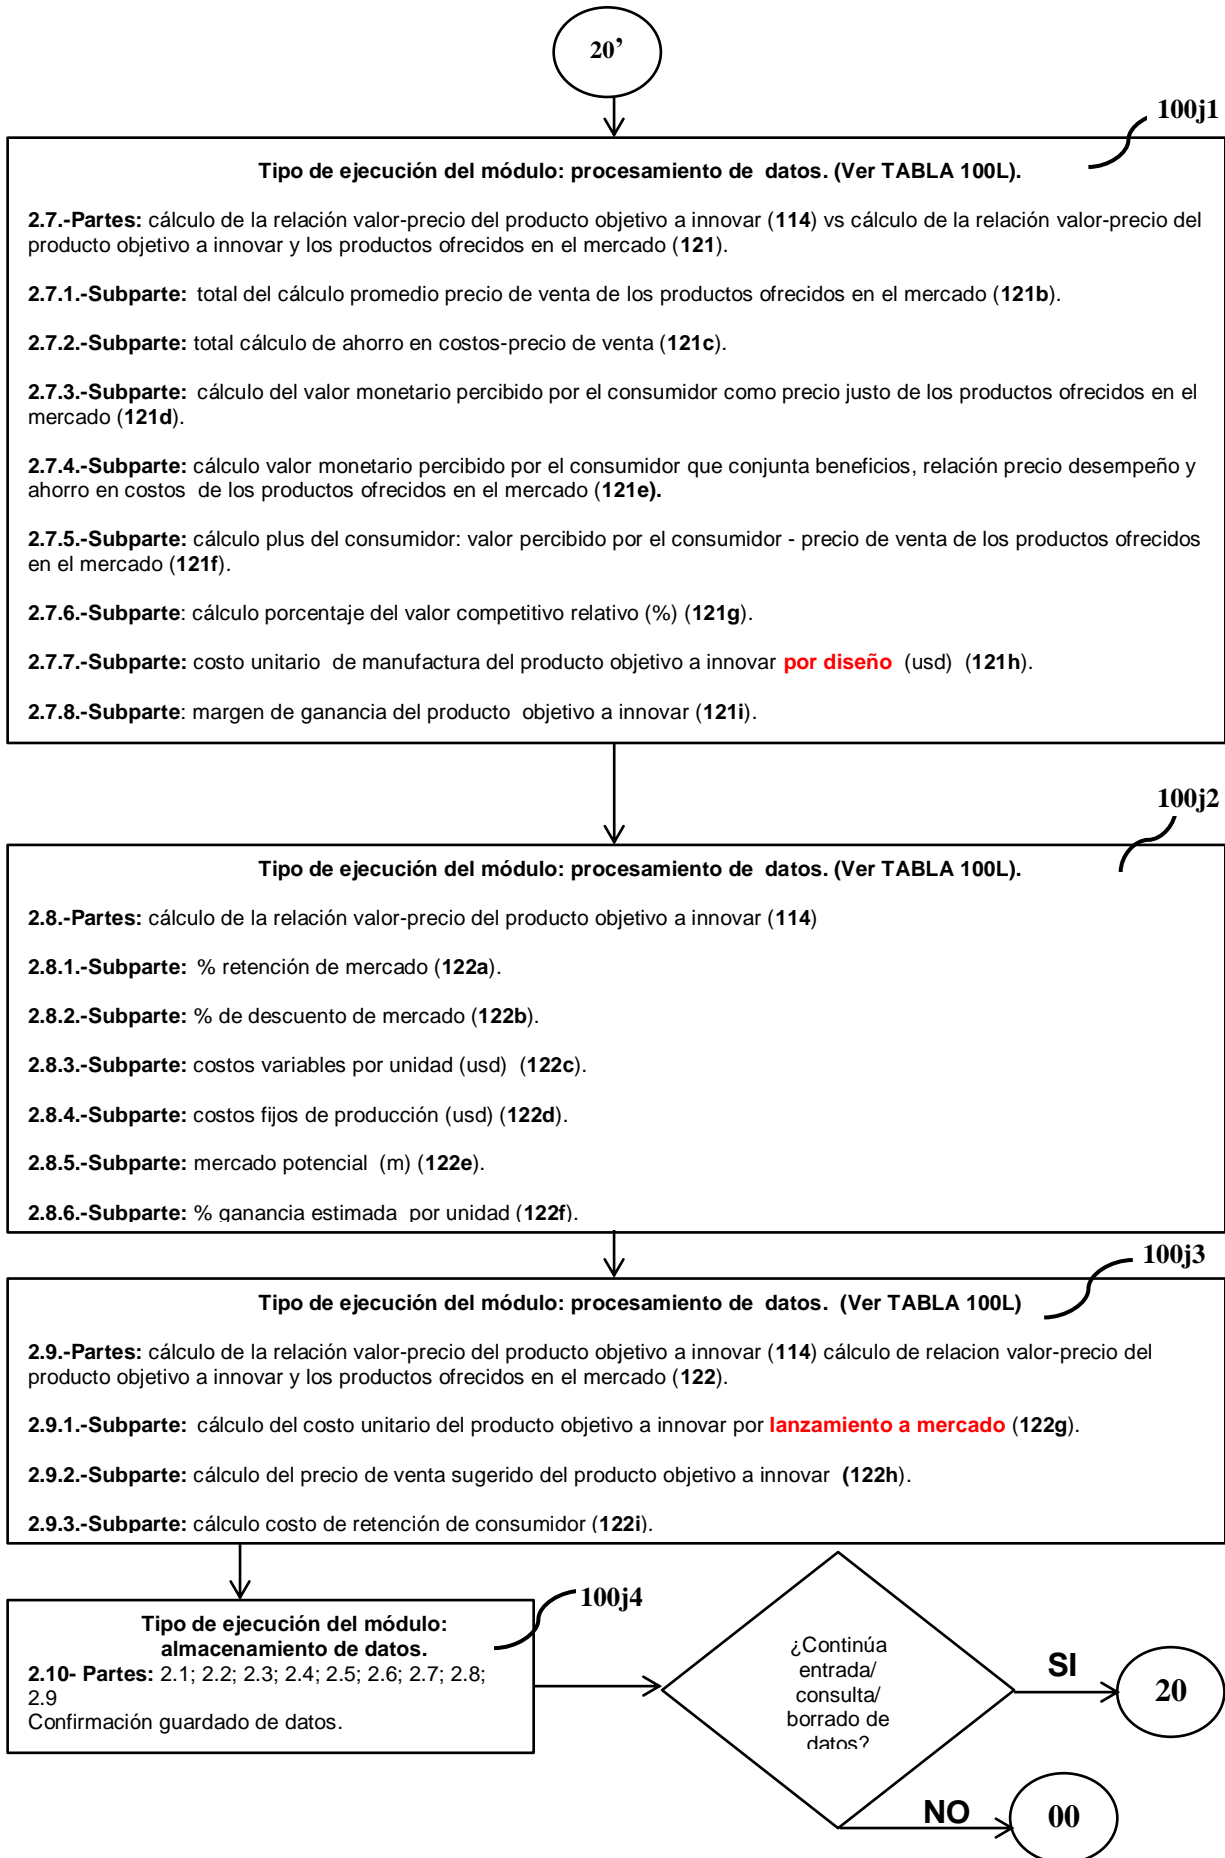 20’
100j1
Tipo de ejecución del módulo: procesamiento de datos. (Ver TABLA 100L).
2.7.-Partes: cálculo de la relación valor-precio del producto objetivo a innovar (114) vs cálculo de la relación valor-precio del
producto objetivo a innovar y los productos ofrecidos en el mercado (121).
2.7.1.-Subparte: total del cálculo promedio precio de venta de los productos ofrecidos en el mercado (121b).
2.7.2.-Subparte: total cálculo de ahorro en costos-precio de venta (121c).
2.7.3.-Subparte: cálculo del valor monetario percibido por el consumidor como precio justo de los productos ofrecidos en el
mercado (121d).
2.7.4.-Subparte: cálculo valor monetario percibido por el consumidor que conjunta beneficios, relación precio desempeño y
ahorro en costos de los productos ofrecidos en el mercado (121e).
2.7.5.-Subparte: cálculo plus del consumidor: valor percibido por el consumidor - precio de venta de los productos ofrecidos
en el mercado (121f).
2.7.6.-Subparte: cálculo porcentaje del valor competitivo relativo (%) (121g).
2.7.7.-Subparte: costo unitario de manufactura del producto objetivo a innovar por diseño (usd) (121h).
2.7.8.-Subparte: margen de ganancia del producto objetivo a innovar (121i).
100j2
Tipo de ejecución del módulo: procesamiento de datos. (Ver TABLA 100L).
2.8.-Partes: cálculo de la relación valor-precio del producto objetivo a innovar (114)
2.8.1.-Subparte: % retención de mercado (122a).
2.8.2.-Subparte: % de descuento de mercado (122b).
2.8.3.-Subparte: costos variables por unidad (usd) (122c).
2.8.4.-Subparte: costos fijos de producción (usd) (122d).
2.8.5.-Subparte: mercado potencial (m) (122e).
2.8.6.-Subparte: % ganancia estimada por unidad (122f).
100j3
Tipo de ejecución del módulo: procesamiento de datos. (Ver TABLA 100L)
2.9.-Partes: cálculo de la relación valor-precio del producto objetivo a innovar (114) cálculo de relacion valor-precio del
producto objetivo a innovar y los productos ofrecidos en el mercado (122).
2.9.1.-Subparte: cálculo del costo unitario del producto objetivo a innovar por lanzamiento a mercado (122g).
2.9.2.-Subparte: cálculo del precio de venta sugerido del producto objetivo a innovar (122h).
2.9.3.-Subparte: cálculo costo de retención de consumidor (122i).
100j4
Tipo de ejecución del módulo:
almacenamiento de datos.
2.10- Partes: 2.1; 2.2; 2.3; 2.4; 2.5; 2.6; 2.7; 2.8;
2.9
Confirmación guardado de datos.
¿Continúa
entrada/
consulta/
borrado de
datos?
SI
20
NO
00